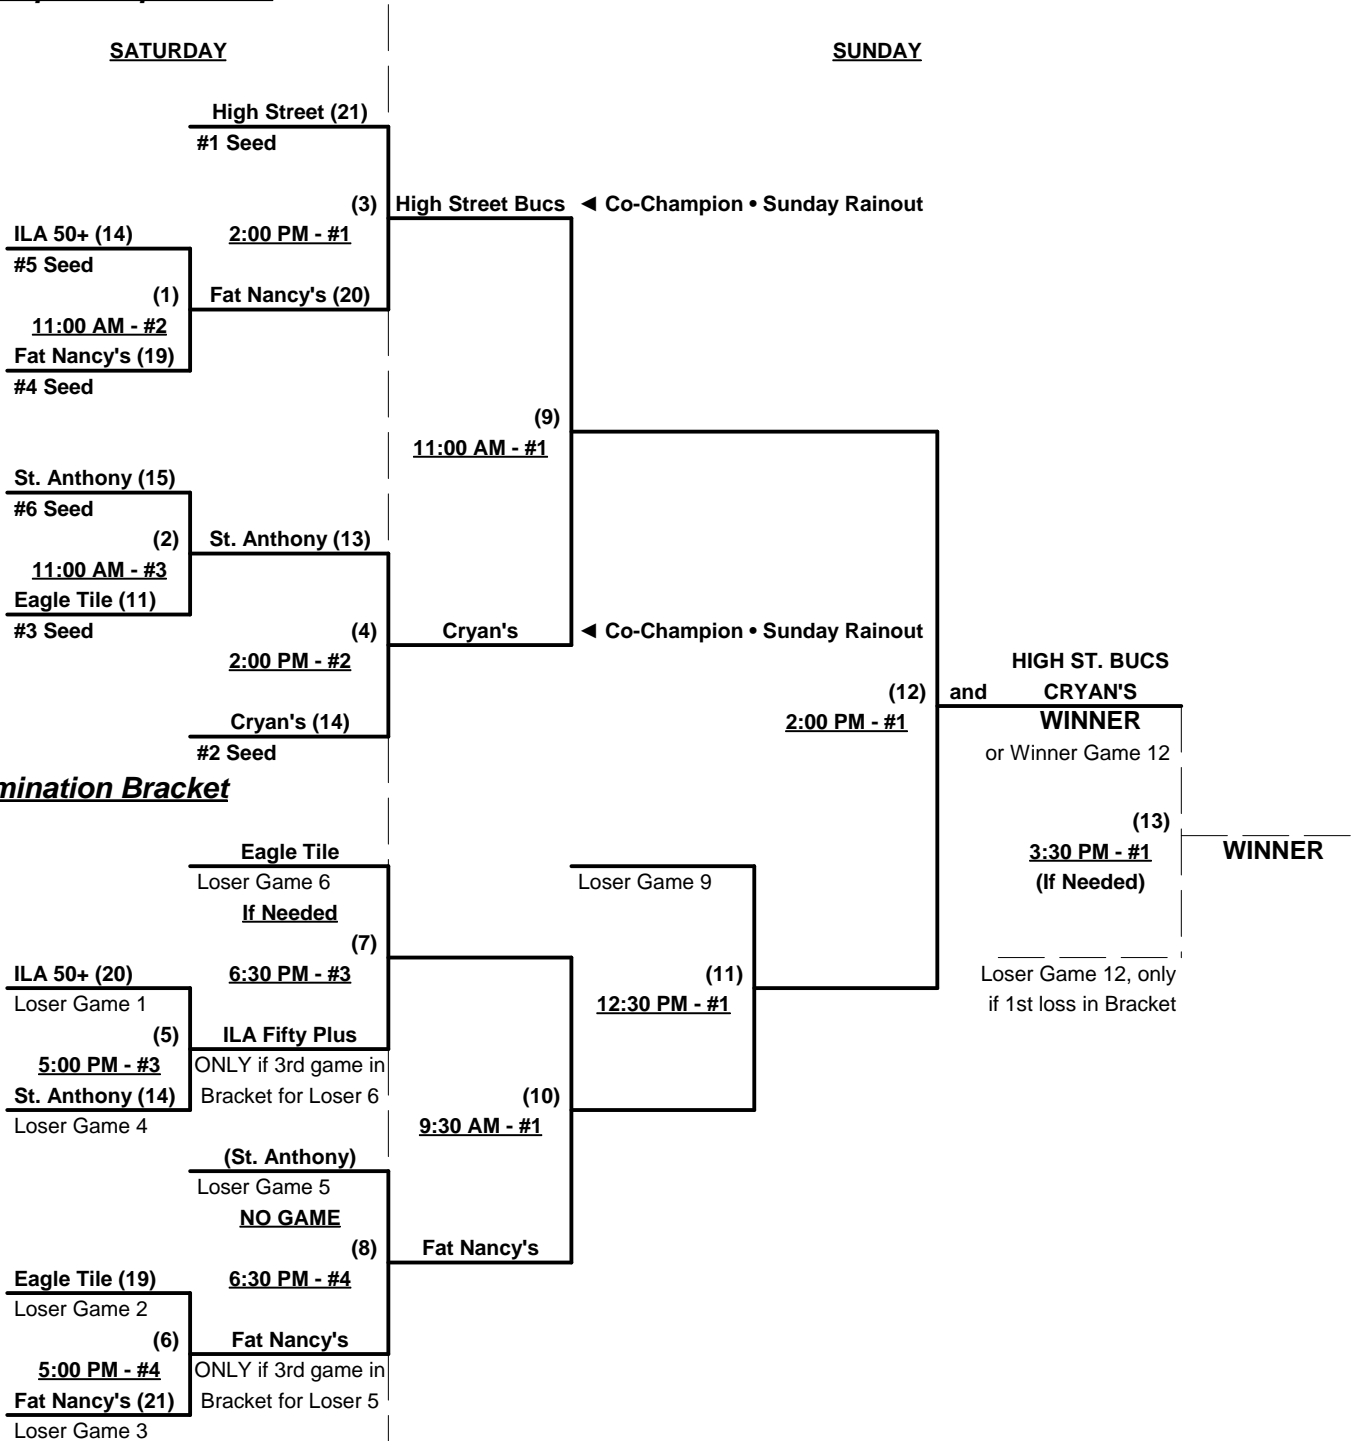 SATURDAY
SUNDAY
High Street (21)
#1 Seed
(3)
High Street Bucs
◄ Co-Champion • Sunday Rainout
ILA 50+ (14)
2:00 PM - #1
#5 Seed
(1)
Fat Nancy's (20)
11:00 AM - #2
Fat Nancy's (19)
#4 Seed
(9)
11:00 AM - #1
St. Anthony (15)
#6 Seed
(2)
St. Anthony (13)
11:00 AM - #3
Eagle Tile (11)
#3 Seed
(4)
Cryan's
◄ Co-Champion • Sunday Rainout
2:00 PM - #2
HIGH ST. BUCS
(12)
and
CRYAN'S
Cryan's (14)
2:00 PM - #1
WINNER
#2 Seed
or Winner Game 12
mination Bracket
(13)
Eagle Tile
3:30 PM - #1
WINNER
Loser Game 6
Loser Game 9
(If Needed)
If Needed
(7)
ILA 50+ (20)
6:30 PM - #3
(11)
Loser Game 12, only
Loser Game 1
12:30 PM - #1
if 1st loss in Bracket
(5)
ILA Fifty Plus
5:00 PM - #3
ONLY if 3rd game in
St. Anthony (14)
Bracket for Loser 6
(10)
Loser Game 4
9:30 AM - #1
(St. Anthony)
Loser Game 5
NO GAME
(8)
Fat Nancy's
Eagle Tile (19)
6:30 PM - #4
Loser Game 2
(6)
Fat Nancy's
5:00 PM - #4
ONLY if 3rd game in
Fat Nancy's (21)
Bracket for Loser 5
Loser Game 3